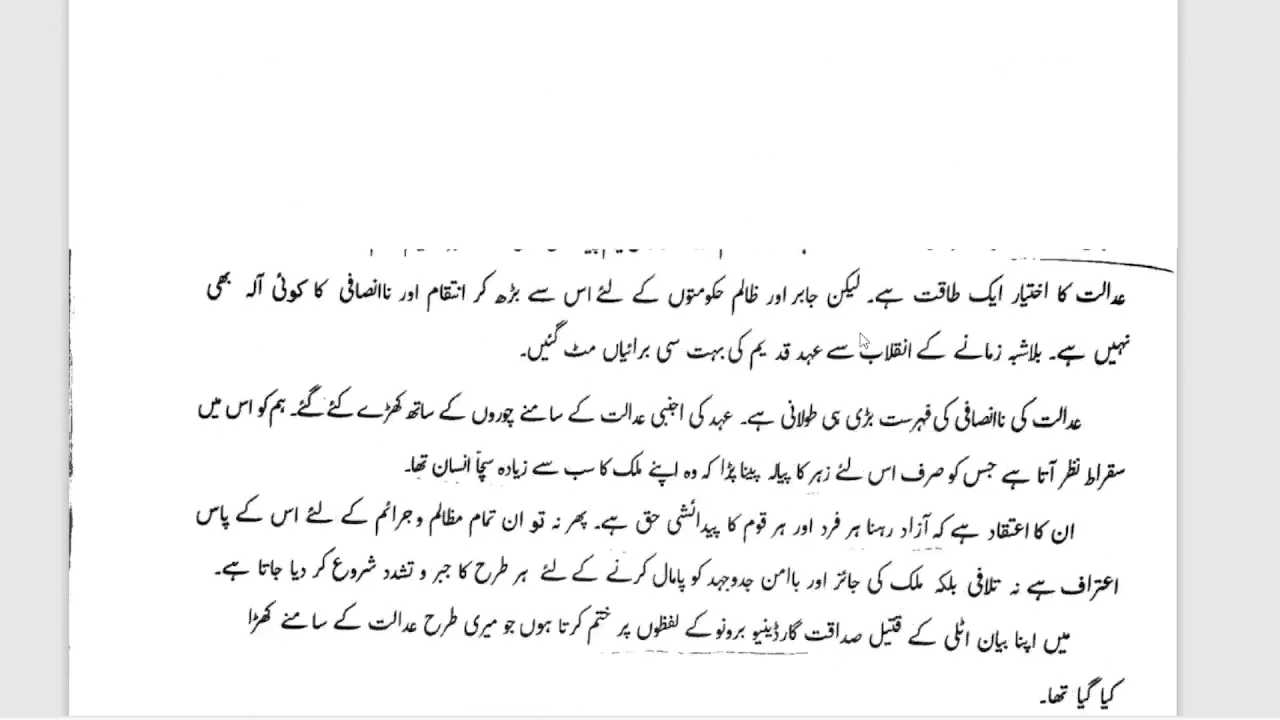 عدالت کا اختیار ایک طاقت ہے۔ لیکن جابر اور ظالم حکومتوں کے لئے اس سے بڑھ کر انتقام اور ناانصافی کا کوئی آلہ بھی
نہیں ہے۔ بلاشبہ زمانے کے انقلاب سے عہد قدیم کی بہت سی برائیاں مٹ گئیں۔
عدالت کی ناانصافی کی فہرست بڑی ہی طولانی ہے۔ عہد کی اجنبی عدالت کے سامنے چوروں کے ساتھ کھڑے کئے گئے۔ ہم کو اس میں
سقراط نظر آتا ہے جس کو صرف اس لئے زہر کا پیالہ پینا پڑا کہ وہ اپنے ملک کا سب سے زیادہ سچّا انسان تھا۔
ان کا اعتقاد ہے کہ آزاد رہنا ہر فرد اور ہر قوم کا پیدائشی حق ہے۔ پھر نہ تو ان تمام مظالم و جرائم کے لئے اس کے پاس
اعتراف ہے نہ تلافی بلکہ ملک کی جائز اور باامن جدوجہد کو پامال کرنے کے لئے ہر طرح کا جبر و تشدد شروع کر دیا جاتا ہے۔
میں اپنا بیان اٹلی کے قتیل صداقت گارڈینیو برونو کے لفظوں پر ختم کرتا ہوں جو میری طرح عدالت کے سامنے کھڑا
کیا گیا تھا۔